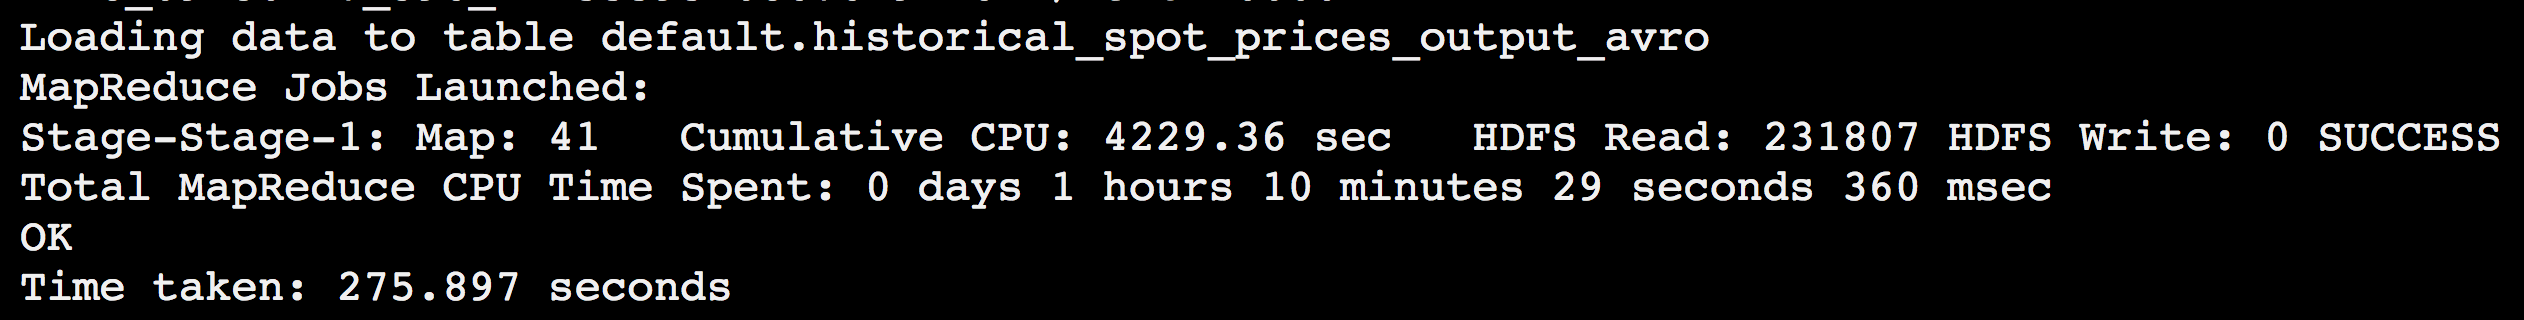 Loading data to table default.historical_spot_prices_output_avro
MapReduce Jobs Launched:
Stage-Stage-1: Map: 41   Cumulative CPU: 4229.36 sec   HDFS Read: 231807 HDFS Write: 0 SUCCESS
Total MapReduce CPU Time Spent: 0 days 1 hours 10 minutes 29 seconds 360 msec
OK
Time taken: 275.897 seconds